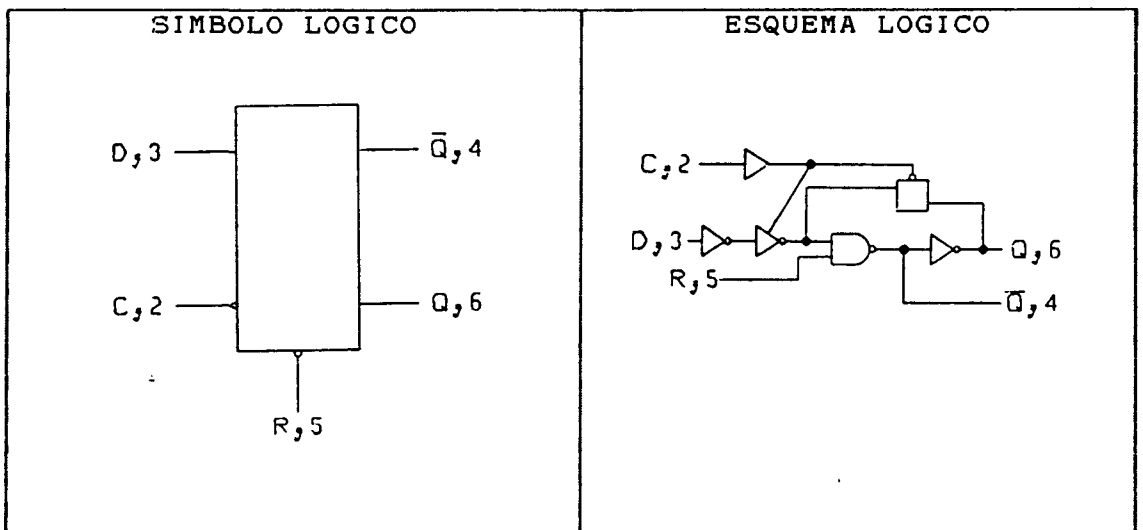 SIMBOLO LOGICO
D,3
Q̅,4
C,2
Q,6
R,5
ESQUEMA LOGICO
C,2
D,3
Q,6
R,5
Q̅,4